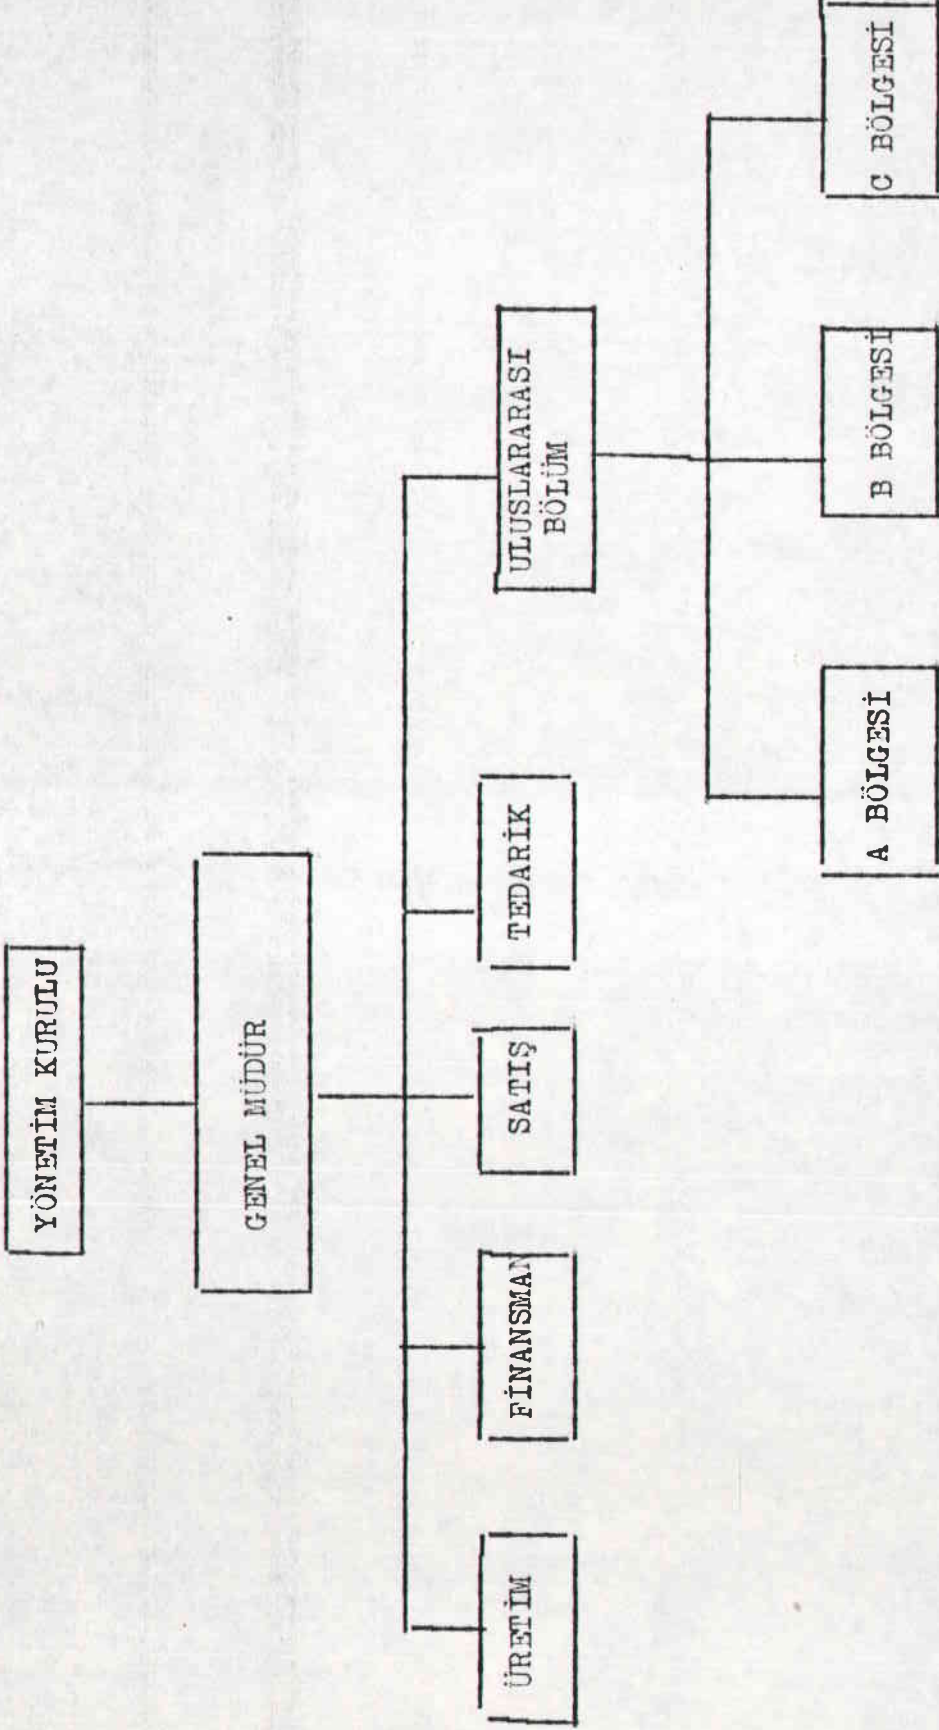 YÖNETİM KURULU
GENEL MÜDÜR
ÜRETİM
FİNANSMAN
SATIŞ
TEDARİK
ULUSLARARASI
BÖLÜM
A BÖLGESİ
B BÖLGESİ
C BÖLGESİ